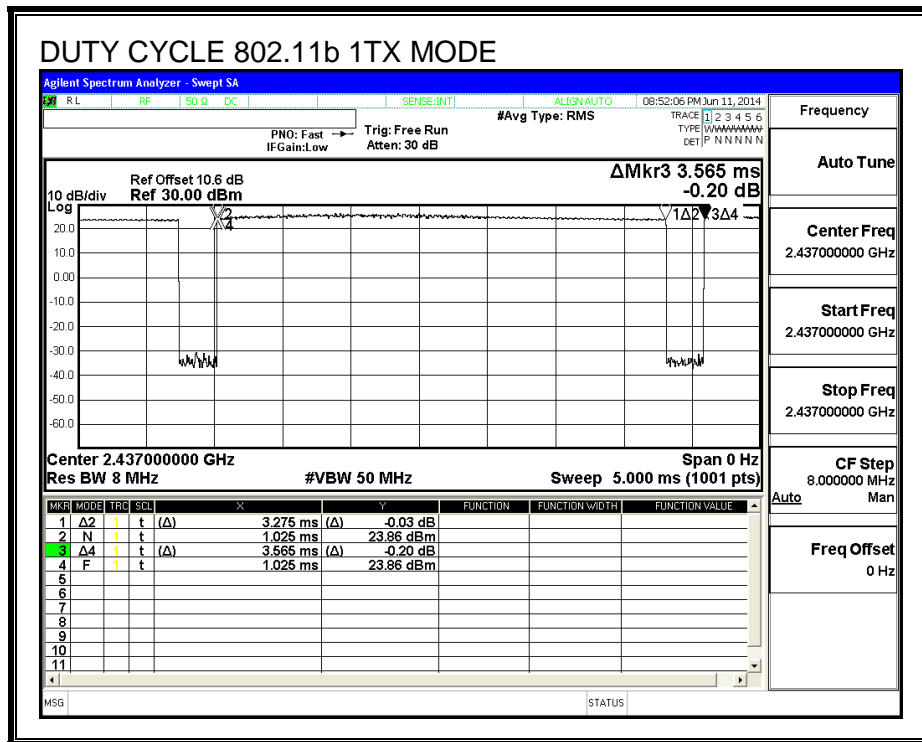 DUTY CYCLE 802.11b 1TX MODE
Agilent Spectrum Analyzer - Swept SA
RL RF 50 Ω DC SENSE:INT ALIGN AUTO 08:52:06 PM Jun 11, 2014
#Avg Type: RMS TRACE 1 2 3 4 5 6
PNO: Fast Trig: Free Run TYPE WWWWWW
IFGain:Low Atten: 30 dB DET P N N N N N
Frequency
Auto Tune
Center Freq
2.437000000 GHz
Start Freq
2.437000000 GHz
Stop Freq
2.437000000 GHz
CF Step
8.000000 MHz
Auto Man
Freq Offset
0 Hz
ΔMkr3 3.565 ms
-0.20 dB
Ref Offset 10.6 dB
10 dB/div Ref 30.00 dBm
Log
2 1Δ2 3Δ4
4
20.0
10.0
0.00
-10.0
-20.0
-30.0
-40.0
-50.0
-60.0
Center 2.437000000 GHz Span 0 Hz
Res BW 8 MHz #VBW 50 MHz Sweep 5.000 ms (1001 pts)
MKR MODE TRC SCL X Y FUNCTION FUNCTION WIDTH FUNCTION VALUE
1 Δ2 1 t (Δ) 3.275 ms (Δ) -0.03 dB
2 N 1 t 1.025 ms 23.86 dBm
3 Δ4 1 t (Δ) 3.565 ms (Δ) -0.20 dB
4 F 1 t 1.025 ms 23.86 dBm
5
6
7
8
9
10
11
MSG STATUS